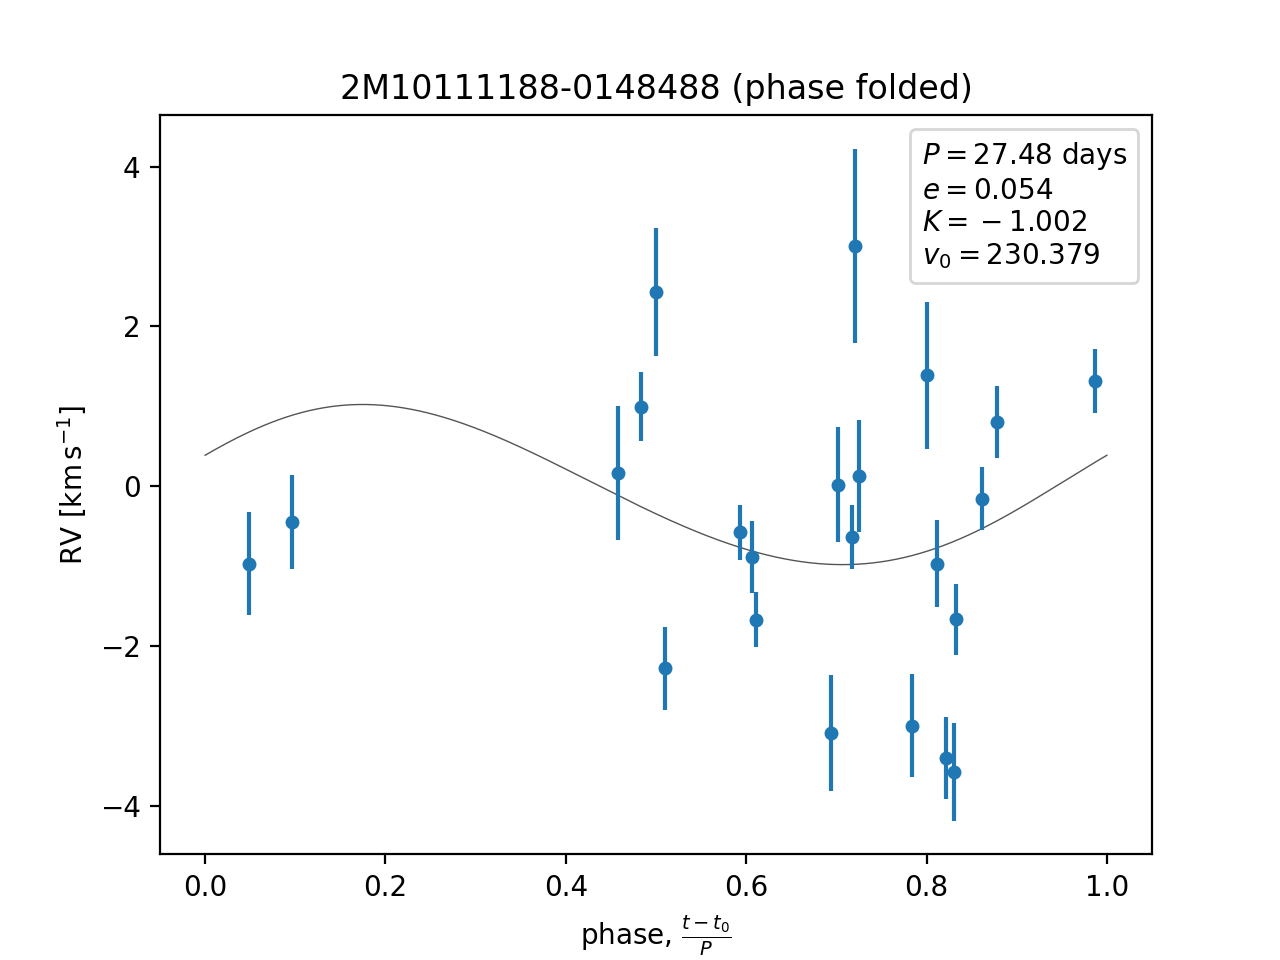 2M10111188-0148488 (phase folded)
P = 27.48 days
e = 0.054
K = − 1.002
v₀ = 230.379
4
2
0
−2
−4
RV [km s⁻¹]
0.0 0.2 0.4 0.6 0.8 1.0
phase, (t − t₀)/P